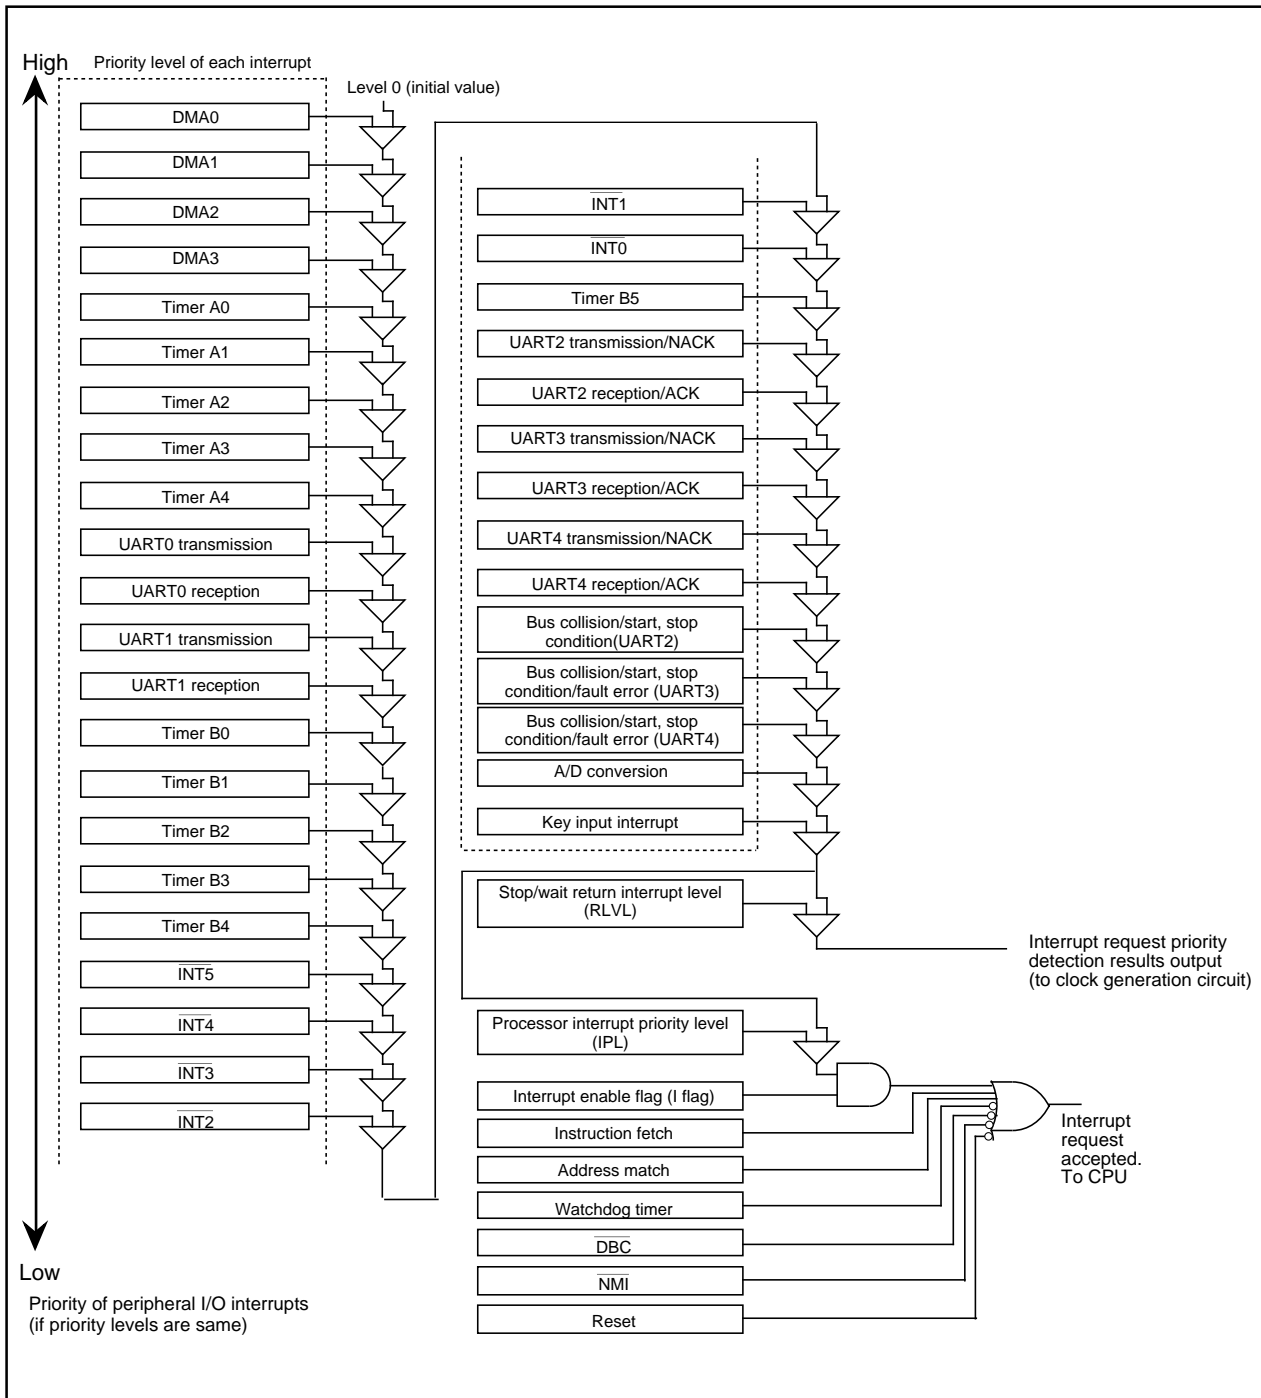 High
Priority level of each interrupt
Level 0 (initial value)
DMA0
DMA1
DMA2
DMA3
Timer A0
Timer A1
Timer A2
Timer A3
Timer A4
UART0 transmission
UART0 reception
UART1 transmission
UART1 reception
Timer B0
Timer B1
Timer B2
Timer B3
Timer B4
INT5
INT4
INT3
INT2
Low
Priority of peripheral I/O interrupts
(if priority levels are same)
INT1
INT0
Timer B5
UART2 transmission/NACK
UART2 reception/ACK
UART3 transmission/NACK
UART3 reception/ACK
UART4 transmission/NACK
UART4 reception/ACK
Bus collision/start, stop
condition(UART2)
Bus collision/start, stop
condition/fault error (UART3)
Bus collision/start, stop
condition/fault error (UART4)
A/D conversion
Key input interrupt
Stop/wait return interrupt level
(RLVL)
Interrupt request priority
detection results output
(to clock generation circuit)
Processor interrupt priority level
(IPL)
Interrupt enable flag (I flag)
Instruction fetch
Address match
Watchdog timer
DBC
NMI
Reset
Interrupt
request
accepted.
To CPU